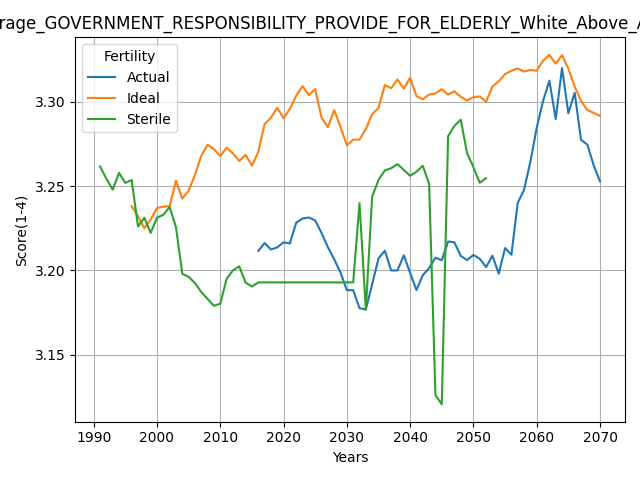 rage_GOVERNMENT_RESPONSIBILITY_PROVIDE_FOR_ELDERLY_White_Above_A
Fertility
Actual
Ideal
Sterile
Score(1-4)
3.30
3.25
3.20
3.15
1990 2000 2010 2020 2030 2040 2050 2060 2070
Years